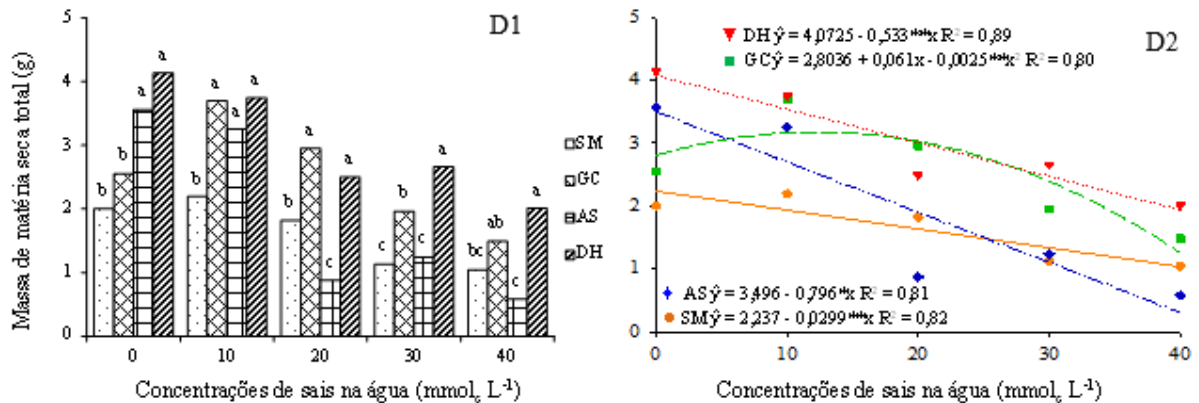 D1
Massa de matéria seca total (g)
5
4
3
2
1
0
b b a a
b a a a
b a c a
c b c a
bc ab c a
0 10 20 30 40
Concentrações de sais na água (mmolc L-1)
SM
GC
AS
DH
D2
DH ŷ = 4,0725 - 0,533***x R² = 0,89
GC ŷ = 2,8036 + 0,061x - 0,0025***x² R² = 0,80
5
4
3
2
1
0
AS ŷ = 3,496 - 0,796**x R² = 0,81
SM ŷ = 2,237 - 0,0299***x R² = 0,82
0 10 20 30 40
Concentrações de sais na água (mmolc L-1)